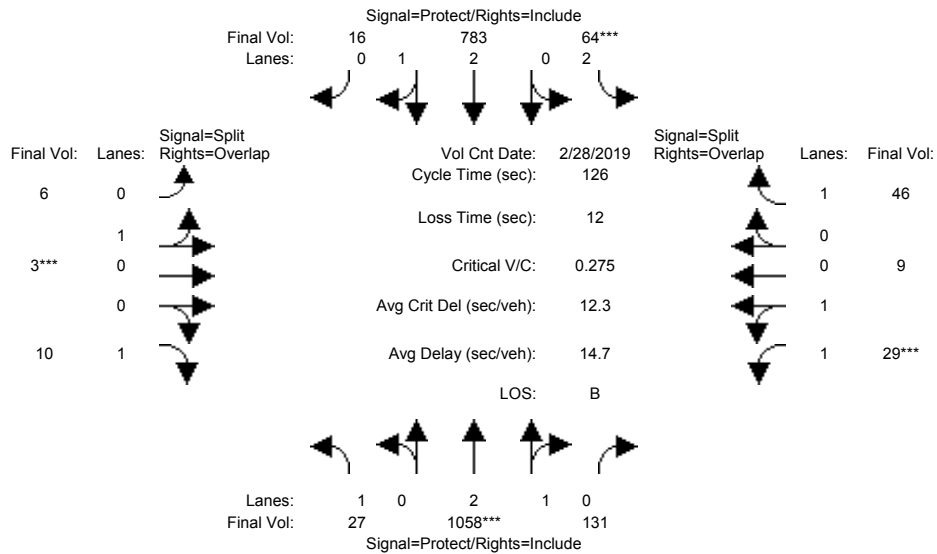 Signal=Protect/Rights=Include
Final Vol: 16 783 64***
Lanes: 0 1 2 0 2
Signal=Split
Final Vol: Lanes: Rights=Overlap
Vol Cnt Date: 2/28/2019
Signal=Split
Rights=Overlap Lanes: Final Vol:
Cycle Time (sec): 126
6 0
1 46
Loss Time (sec): 12
1
0
3*** 0
Critical V/C: 0.275
0 9
0
Avg Crit Del (sec/veh): 12.3
1
10 1
Avg Delay (sec/veh): 14.7
1 29***
LOS: B
Lanes: 1 0 2 1 0
Final Vol: 27 1058*** 131
Signal=Protect/Rights=Include